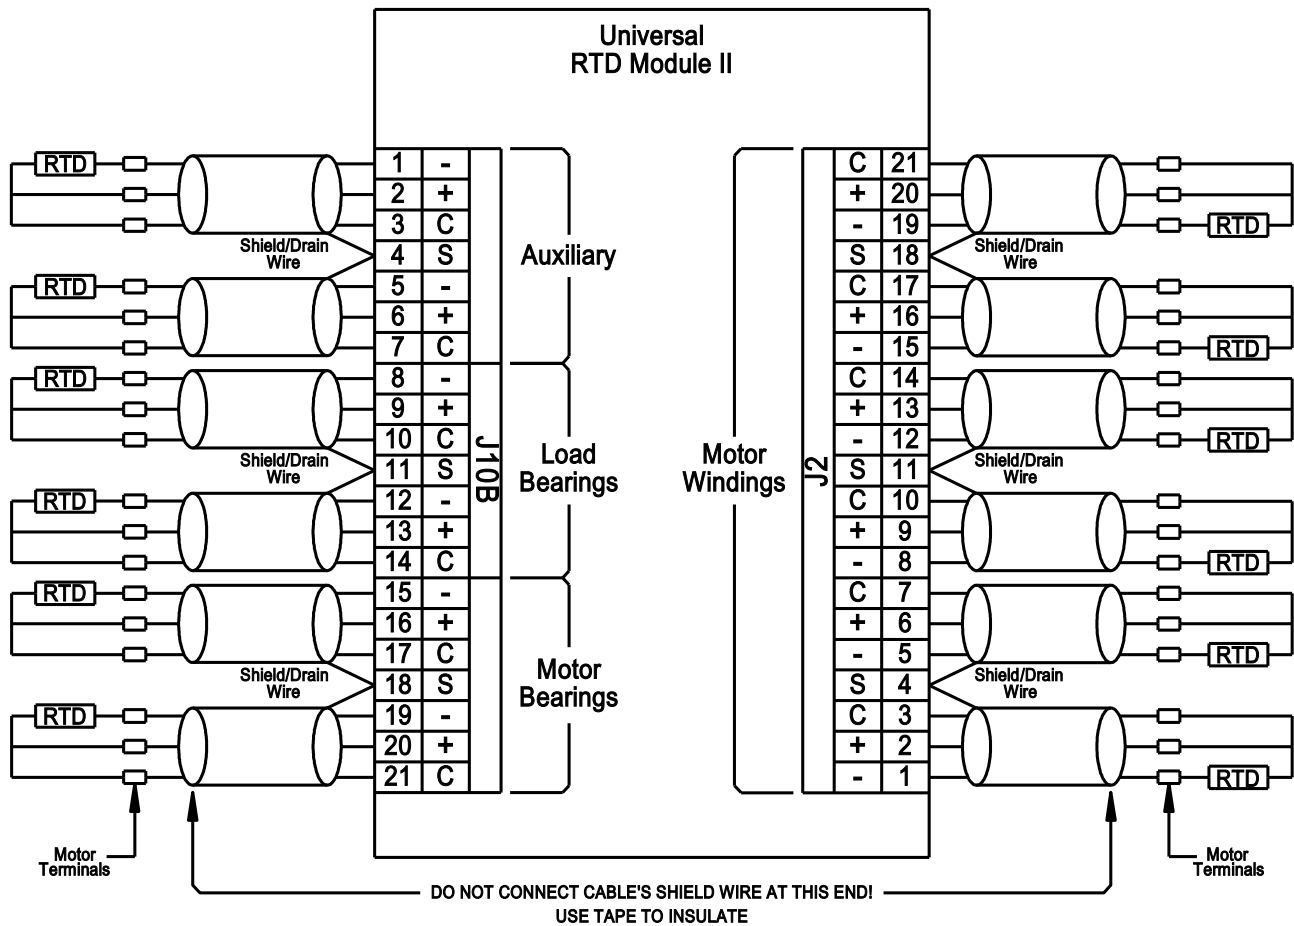 Universal
RTD Module II
RTD 1 - C 21
2 + + 20
3 C - 19 RTD
Shield/Drain
Wire
4 S S 18
Shield/Drain
Wire
Auxiliary
RTD 5 - C 17
6 + + 16
7 C - 15 RTD
RTD 8 - C 14
9 + + 13
10 C - 12 RTD
Shield/Drain
Wire
11 S S 11
Shield/Drain
Wire
J10B
Load
Bearings
Motor
Windings
J2
RTD 12 - C 10
13 + + 9
14 C - 8 RTD
RTD 15 - C 7
16 + + 6
17 C - 5 RTD
Shield/Drain
Wire
18 S S 4
Shield/Drain
Wire
Motor
Bearings
RTD 19 - C 3
20 + + 2
21 C - 1 RTD
Motor
Terminals
Motor
Terminals
DO NOT CONNECT CABLE'S SHIELD WIRE AT THIS END!
USE TAPE TO INSULATE